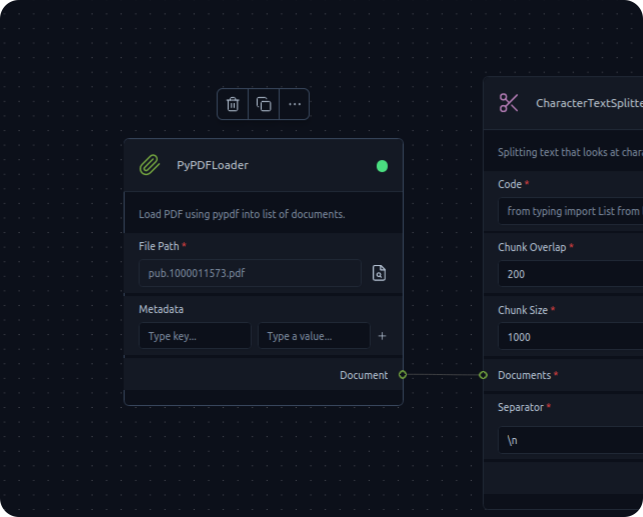 PyPDFLoader
Load PDF using pypdf into list of documents.
File Path *
pub.1000011573.pdf
Metadata
Type key...
Type a value...
+
Document
CharacterTextSplitte
Splitting text that looks at chara
Code *
from typing import List from
Chunk Overlap *
200
Chunk Size *
1000
Documents *
Separator *
\n